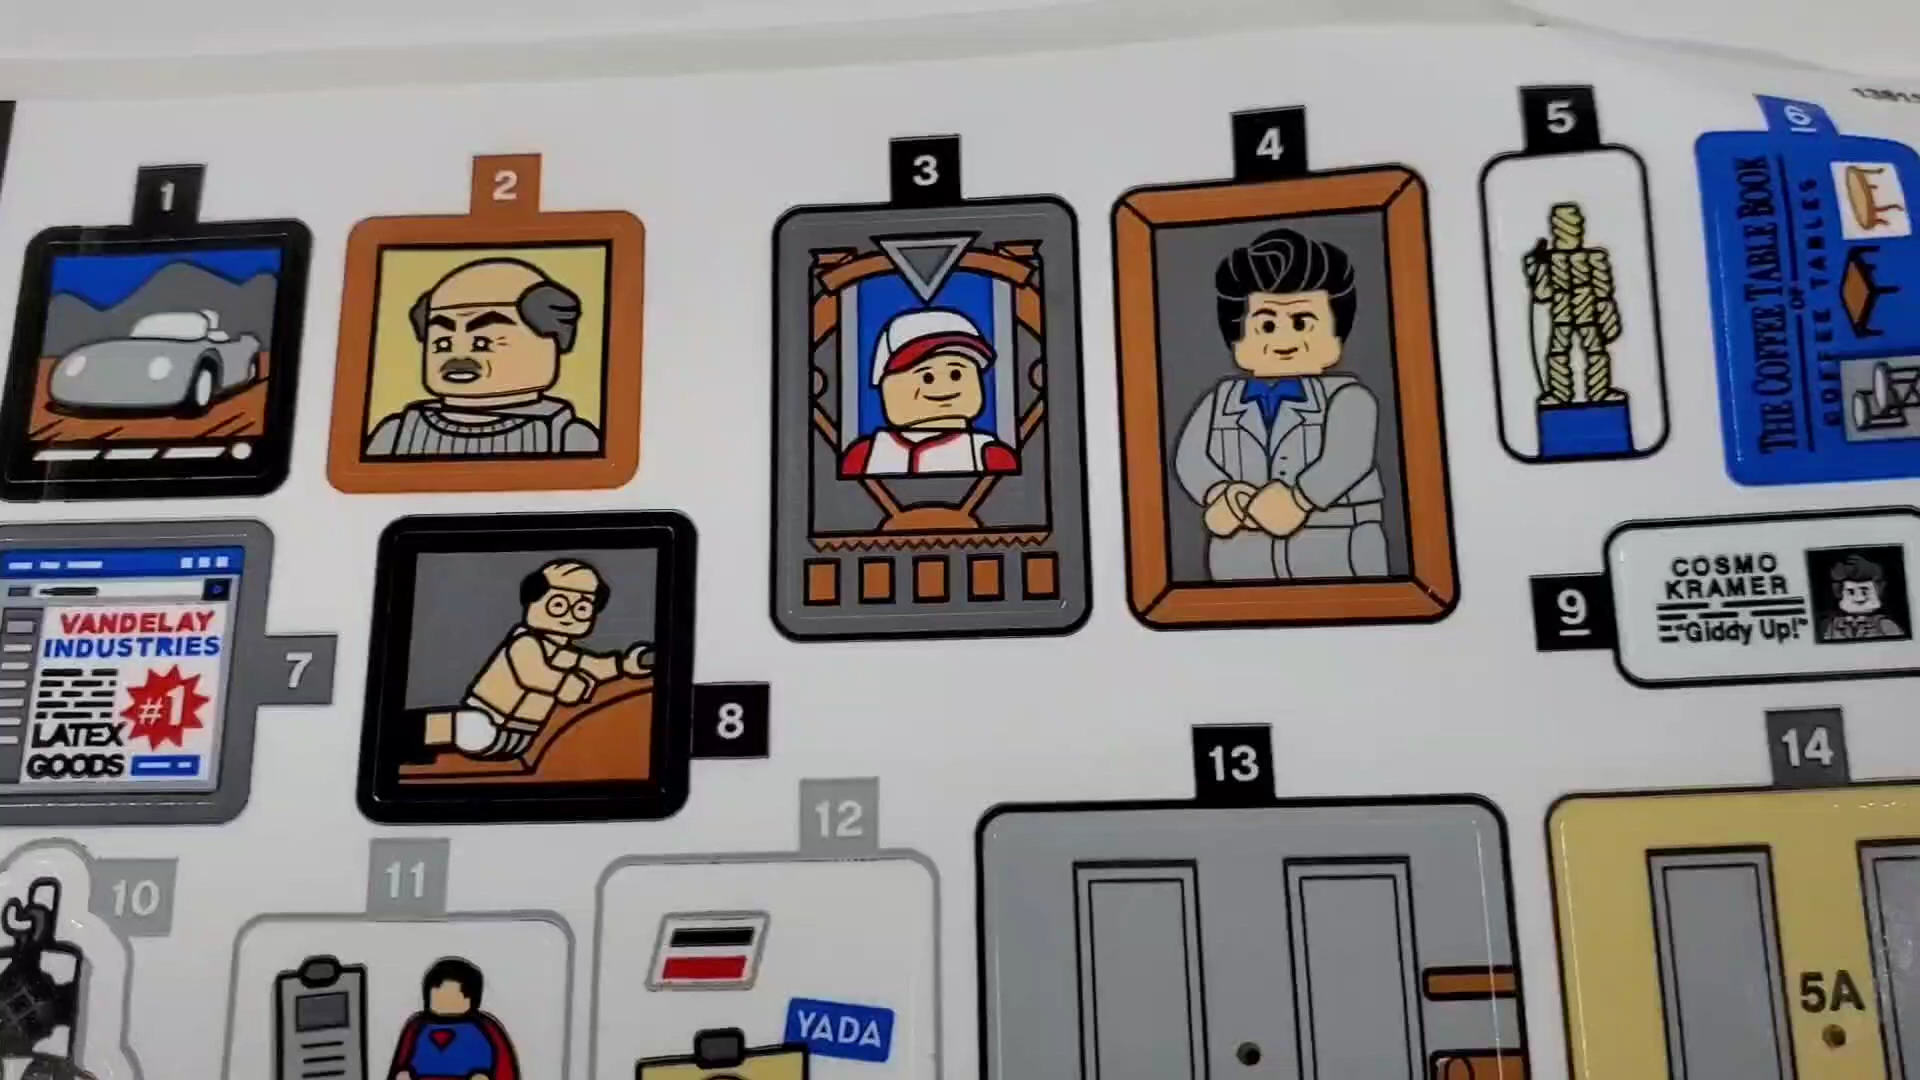 1
2
3
4
5
6
THE COFFEE TABLE BOOK
OF
COFFEE TABLES
VANDELAY
INDUSTRIES
#1
LATEX
GOODS
7
8
9
COSMO
KRAMER
"Giddy Up!"
10
11
12
YADA
13
14
5A